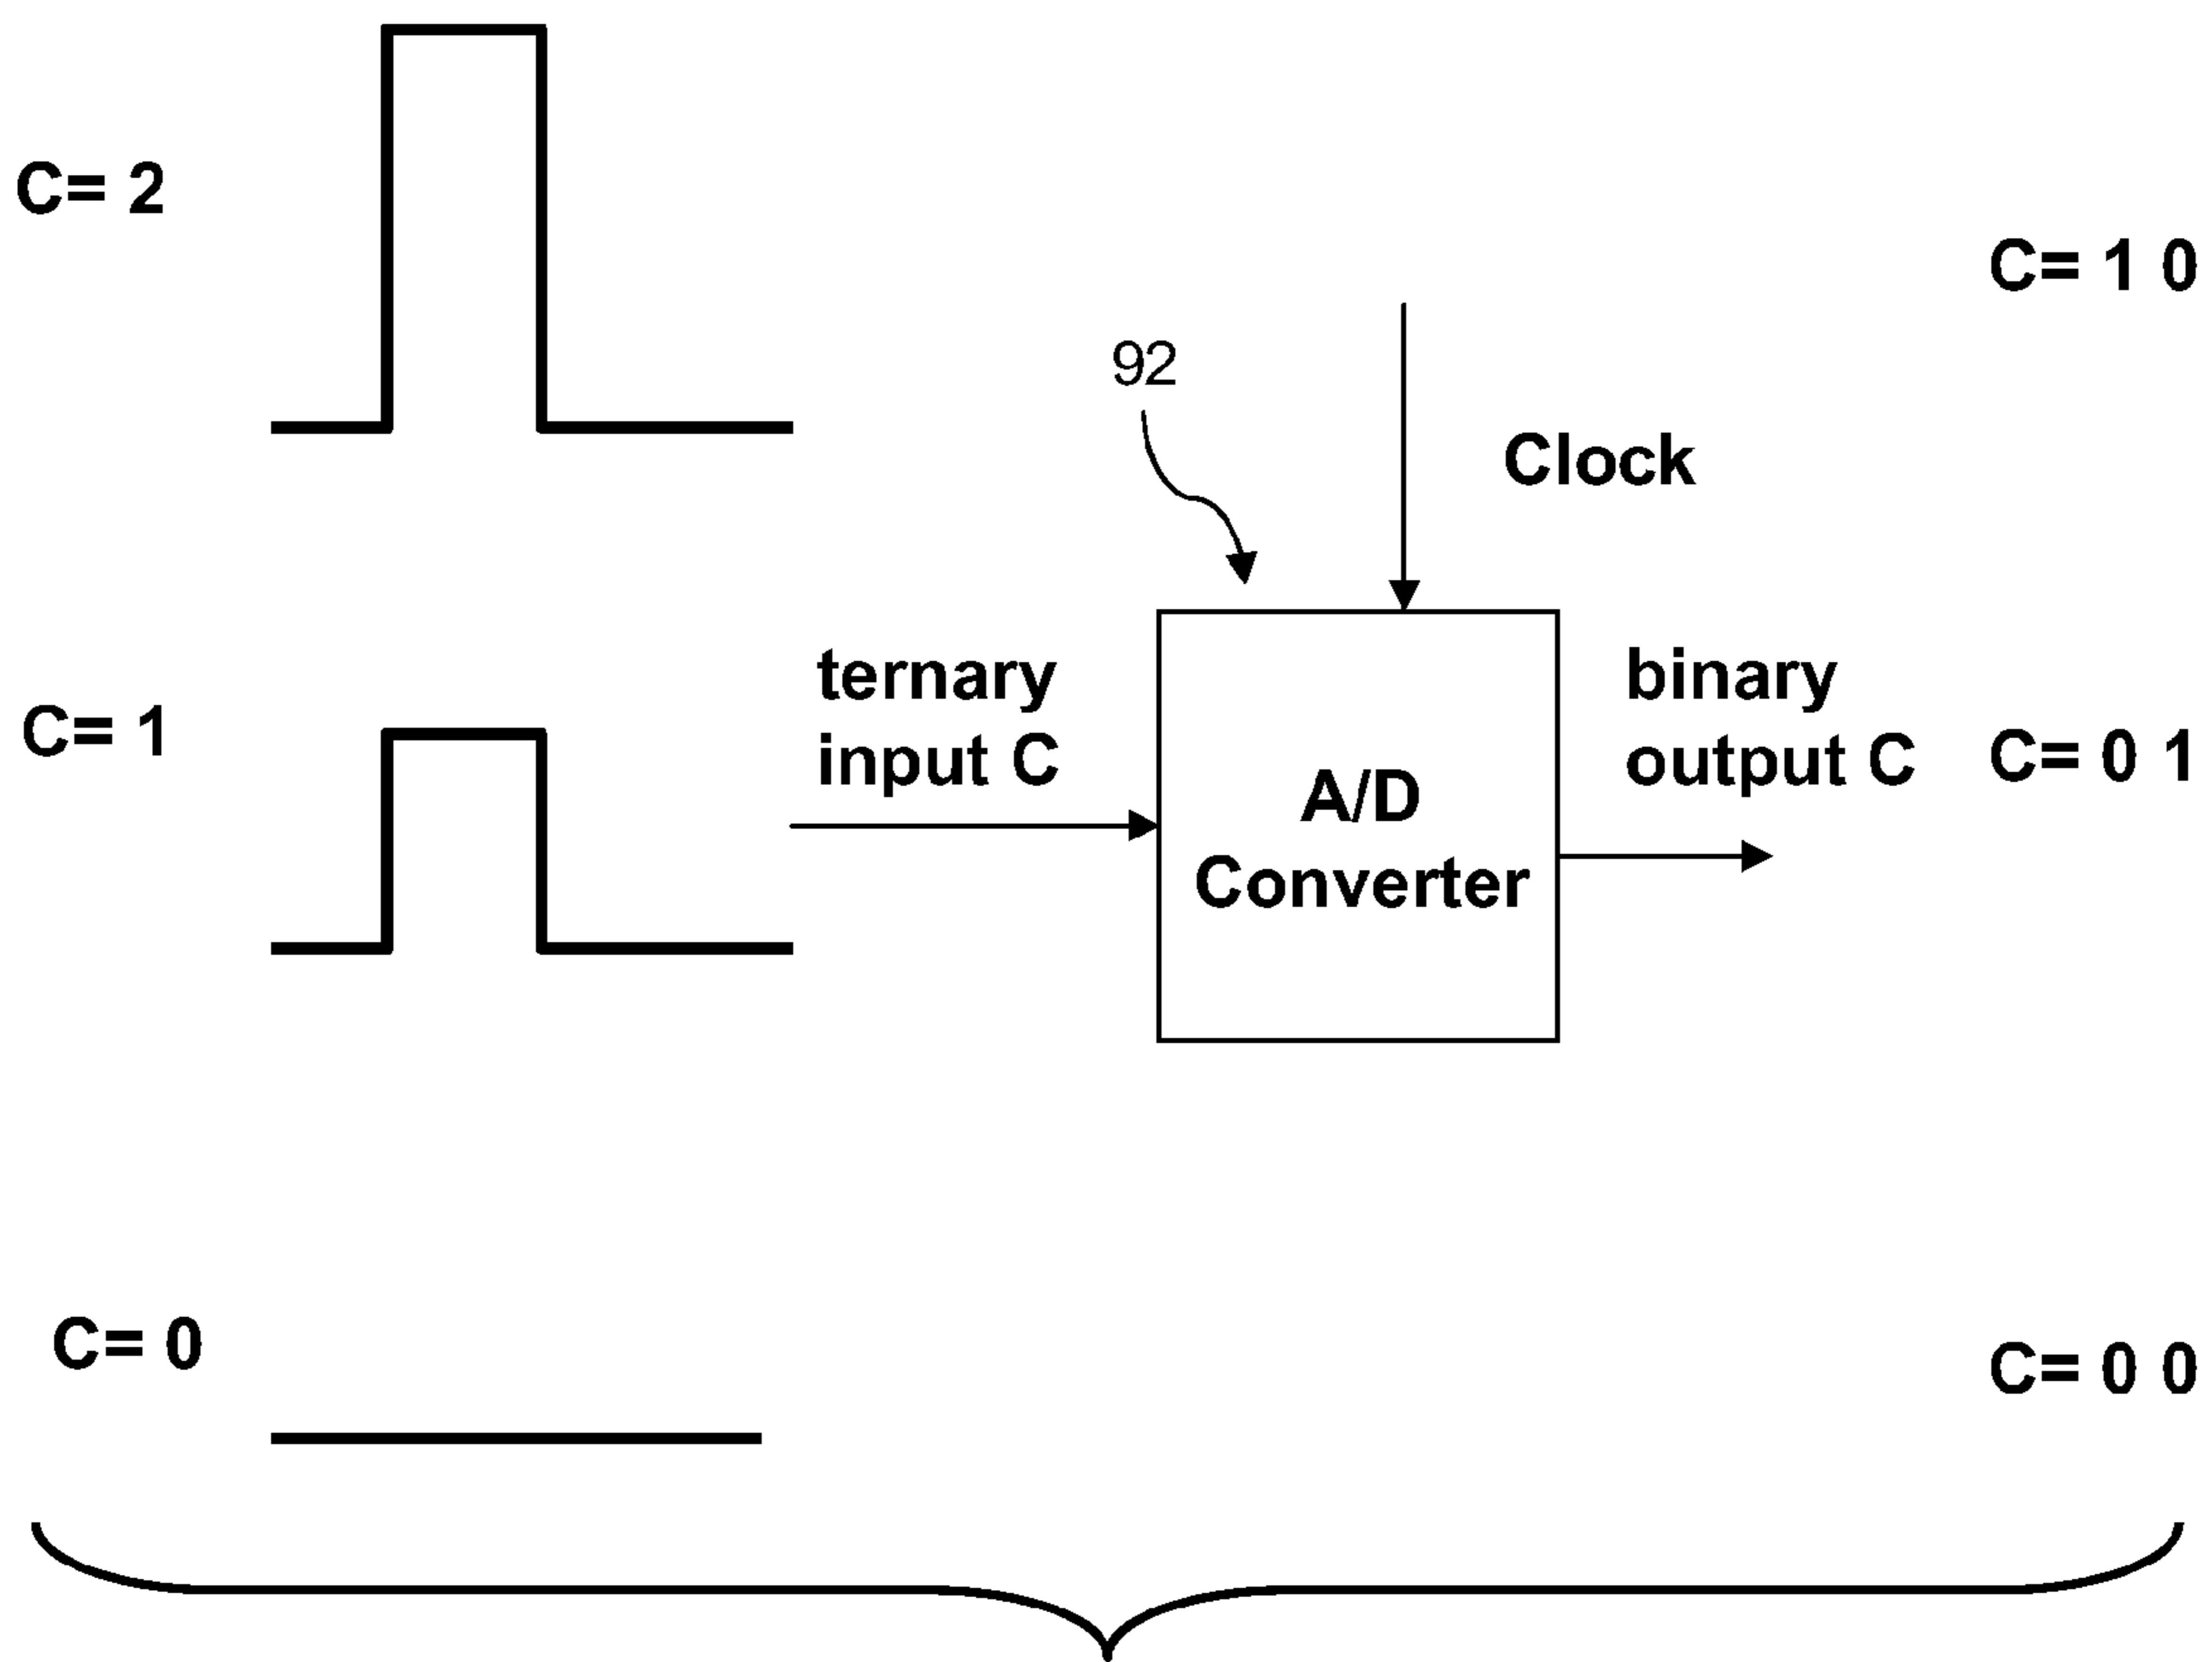 C= 2
C= 1 0
92
Clock
ternary
input C
binary
output C
C= 1
C= 0 1
A/D
Converter
C= 0
C= 0 0